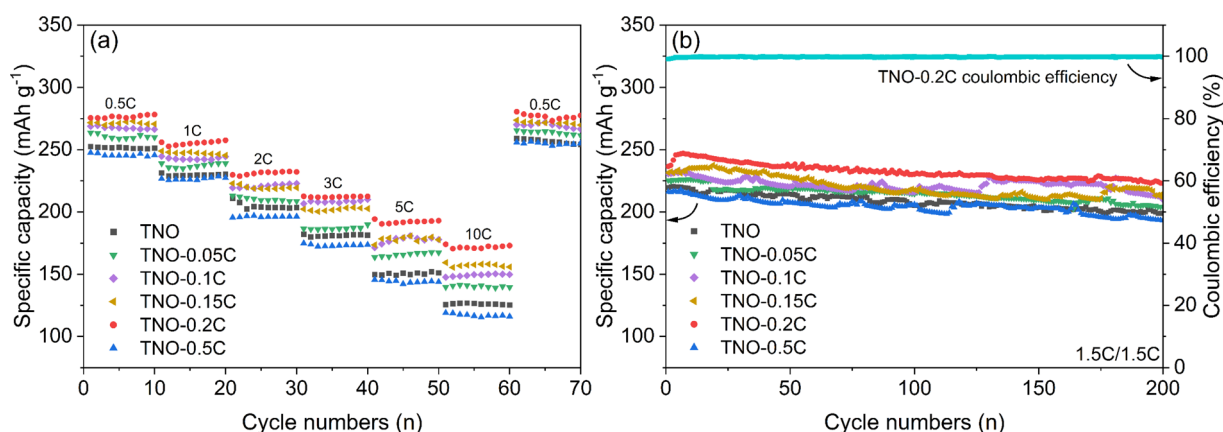 (a)
350
300
250
200
150
100
Specific capacity (mAh g⁻¹)
0.5C
1C
2C
3C
5C
10C
0.5C
TNO
TNO-0.05C
TNO-0.1C
TNO-0.15C
TNO-0.2C
TNO-0.5C
0 10 20 30 40 50 60 70
Cycle numbers (n)
(b)
350
300
250
200
150
100
Specific capacity (mAh g⁻¹)
TNO-0.2C coulombic efficiency
TNO
TNO-0.05C
TNO-0.1C
TNO-0.15C
TNO-0.2C
TNO-0.5C
1.5C/1.5C
100
80
60
40
20
0
Coulombic efficiency (%)
0 50 100 150 200
Cycle numbers (n)